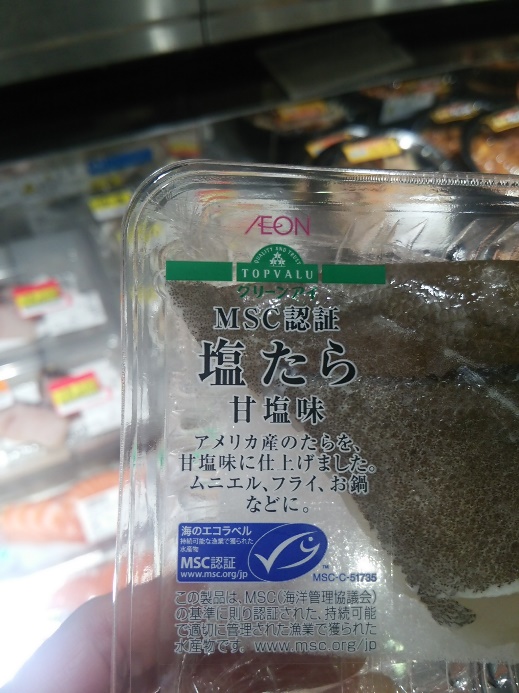 ÆON
QUALITY AND TRUST
TOPVALU
グリーンアイ
MSC認証
塩たら
甘塩味
アメリカ産のたらを、
甘塩味に仕上げました。
ムニエル、フライ、お鍋
などに。
海のエコラベル
持続可能な漁業で獲られた
水産物
MSC認証
www.msc.org/jp
TM
MSC-C-51735
この製品は、MSC(海洋管理協議会)
の基準に則り認証された、持続可能
で適切に管理された漁業で獲られた
水産物です。www.msc.org/jp